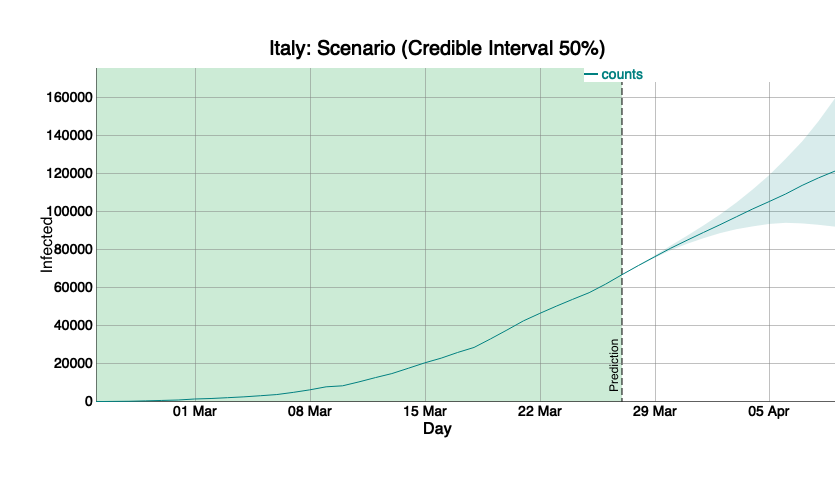 Italy: Scenario (Credible Interval 50%)
counts
160000
140000
120000
100000
80000
60000
40000
20000
0
Infected
Prediction
01 Mar
08 Mar
15 Mar
22 Mar
29 Mar
05 Apr
Day